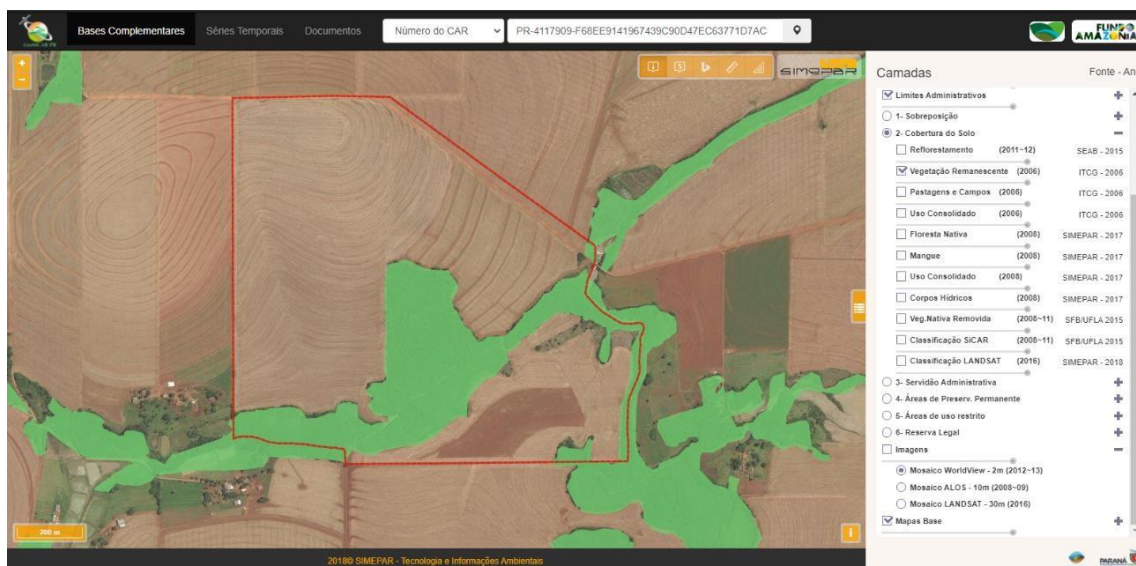 Bases Complementares
Séries Temporais
Documentos
Número do CAR
PR-4117909-F68EE9141967439C90D47EC63771D7AC
FUNDO
AMAZÔNIA
+
-
SIMEPAR
Camadas
Fonte - An
Limites Administrativos
1- Sobreposição
2- Cobertura do Solo
Reflorestamento (2011~12) SEAB - 2015
Vegetação Remanescente (2006) ITCG - 2006
Pastagens e Campos (2006) ITCG - 2006
Uso Consolidado (2006) ITCG - 2006
Floresta Nativa (2008) SIMEPAR - 2017
Mangue (2008) SIMEPAR - 2017
Uso Consolidado (2008) SIMEPAR - 2017
Corpos Hídricos (2008) SIMEPAR - 2017
Veg.Nativa Removida (2008~11) SFB/UFLA 2015
Classificação SiCAR (2008~11) SFB/UFLA 2015
Classificação LANDSAT (2016) SIMEPAR - 2018
3- Servidão Administrativa
4- Áreas de Preserv. Permanente
5- Áreas de uso restrito
6- Reserva Legal
Imagens
Mosaico WorldView - 2m (2012~13)
Mosaico ALOS - 10m (2008~09)
Mosaico LANDSAT - 30m (2016)
Mapas Base
200 m
i
2018© SIMEPAR - Tecnologia e Informações Ambientais
PARANÁ